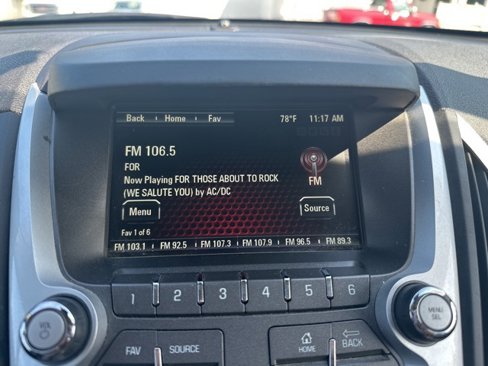 Back Home Fav 78°F 11:17 AM
FM 106.5
FOR
Now Playing FOR THOSE ABOUT TO ROCK
(WE SALUTE YOU) by AC/DC
FM
Menu
Source
Fav 1 of 6
FM 103.1 FM 92.5 FM 107.3 FM 107.9 FM 96.5 FM 89.3
1 2 3 4 5 6
VOL
MENU
SEL
FAV SOURCE
HOME
BACK